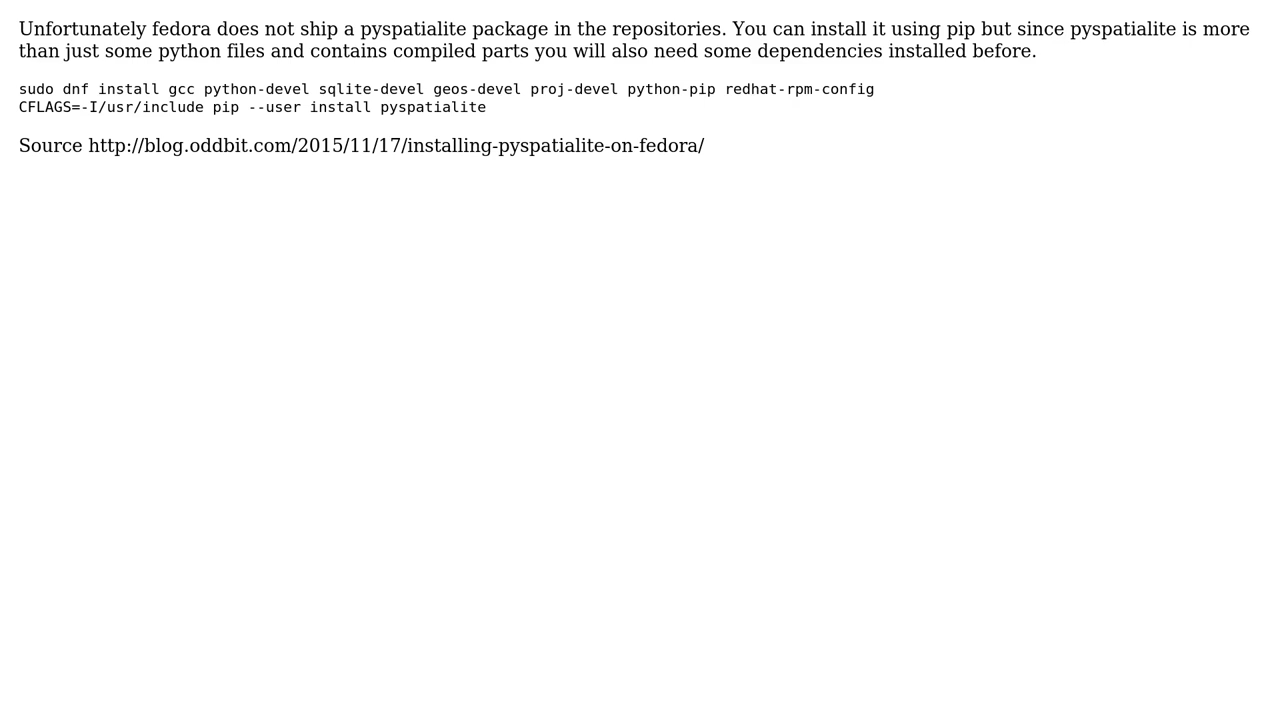 Unfortunately fedora does not ship a pyspatialite package in the repositories. You can install it using pip but since pyspatialite is more
than just some python files and contains compiled parts you will also need some dependencies installed before.
sudo dnf install gcc python-devel sqlite-devel geos-devel proj-devel python-pip redhat-rpm-config
CFLAGS=-I/usr/include pip --user install pyspatialite
Source http://blog.oddbit.com/2015/11/17/installing-pyspatialite-on-fedora/